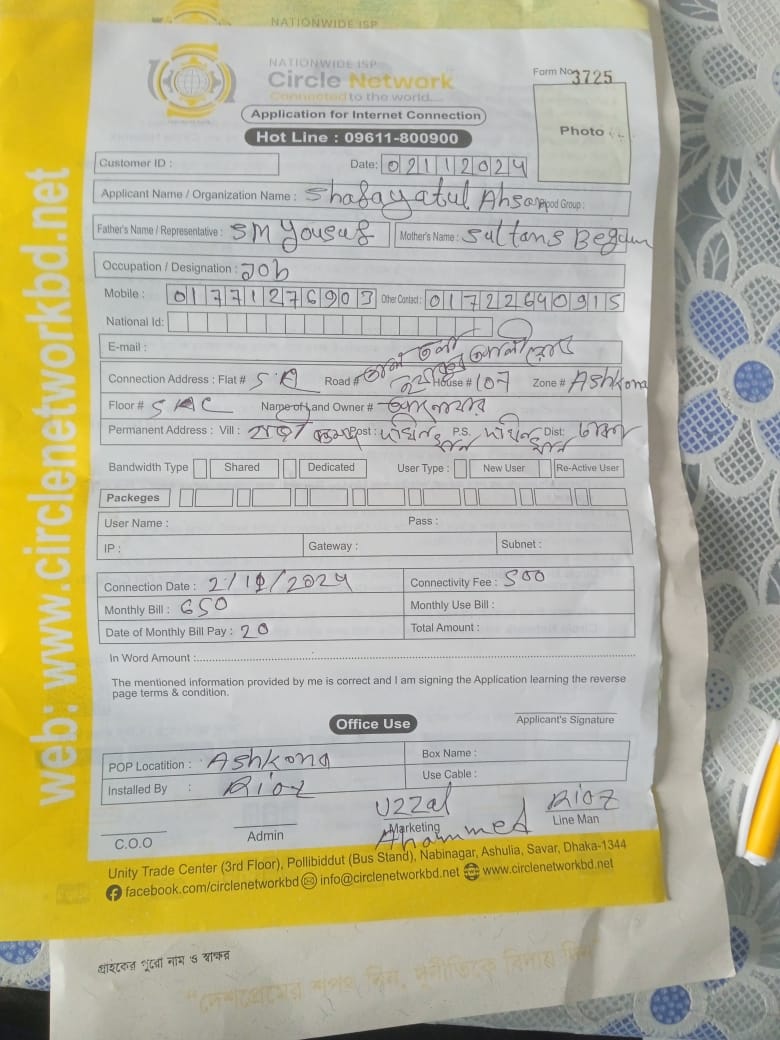 NATIONWIDE ISP
NATIONWIDE ISP
Circle Network
Connected to the world....
Application for Internet Connection
Hot Line : 09611-800900
Form No. 3725
Photo
Customer ID :
Date: 02112024
Applicant Name / Organization Name : Shafayatul Ahsan Blood Group :
Father's Name / Representative : SM Yousuf Mother's Name : Sultans Begum
Occupation / Designation : Job
Mobile : 01771276903 Other Contact : 01722640915
National Id:
E-mail :
Connection Address : Flat # 5 Road # House # 107 Zone # Ashkona
Floor # 5 Name of Land Owner #
Permanent Address : Vill : Post : P.S. Dist: ঢাকা
Bandwidth Type Shared Dedicated User Type : New User Re-Active User
Packeges
User Name : Pass :
IP : Gateway : Subnet :
Connection Date : 2/11/2024 Connectivity Fee : 500
Monthly Bill : 650 Monthly Use Bill :
Date of Monthly Bill Pay : 20 Total Amount :
In Word Amount :
The mentioned information provided by me is correct and I am signing the Application learning the reverse
page terms & condition.
Applicant's Signature
Office Use
POP Locatition : Ashkona Box Name :
Installed By : Riaz Use Cable :
Uzzal Riaz
C.O.O Admin Marketing Line Man
Ahammed
Unity Trade Center (3rd Floor), Pollibiddut (Bus Stand), Nabinagar, Ashulia, Savar, Dhaka-1344
facebook.com/circlenetworkbd info@circlenetworkbd.net www.circlenetworkbd.net
web: www.circlenetworkbd.net
গ্রাহকের পুরো নাম ও স্বাক্ষর
"দেশপ্রেমের শপথ নিন, দুর্নীতিকে বিদায় দিন"